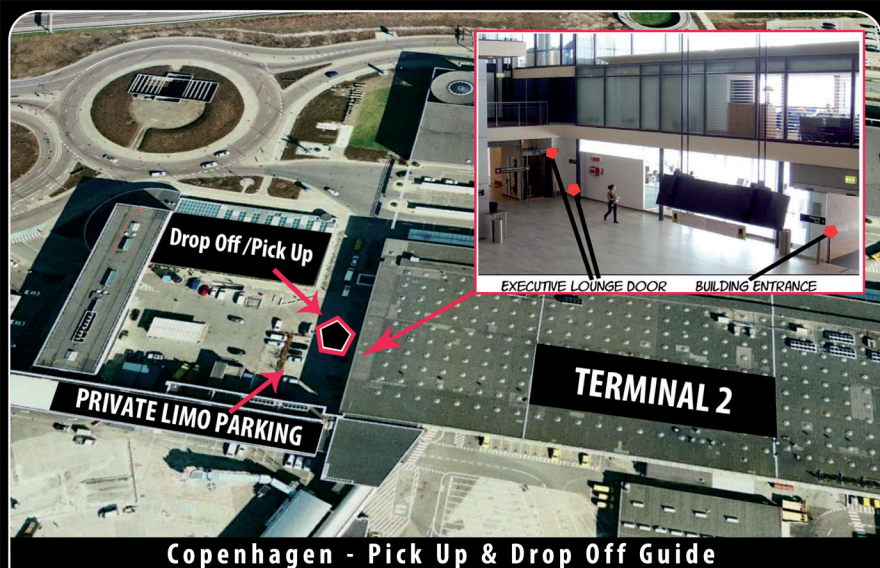 Drop Off /Pick Up
EXECUTIVE LOUNGE DOOR
BUILDING ENTRANCE
TERMINAL 2
PRIVATE LIMO PARKING
Copenhagen - Pick Up & Drop Off Guide